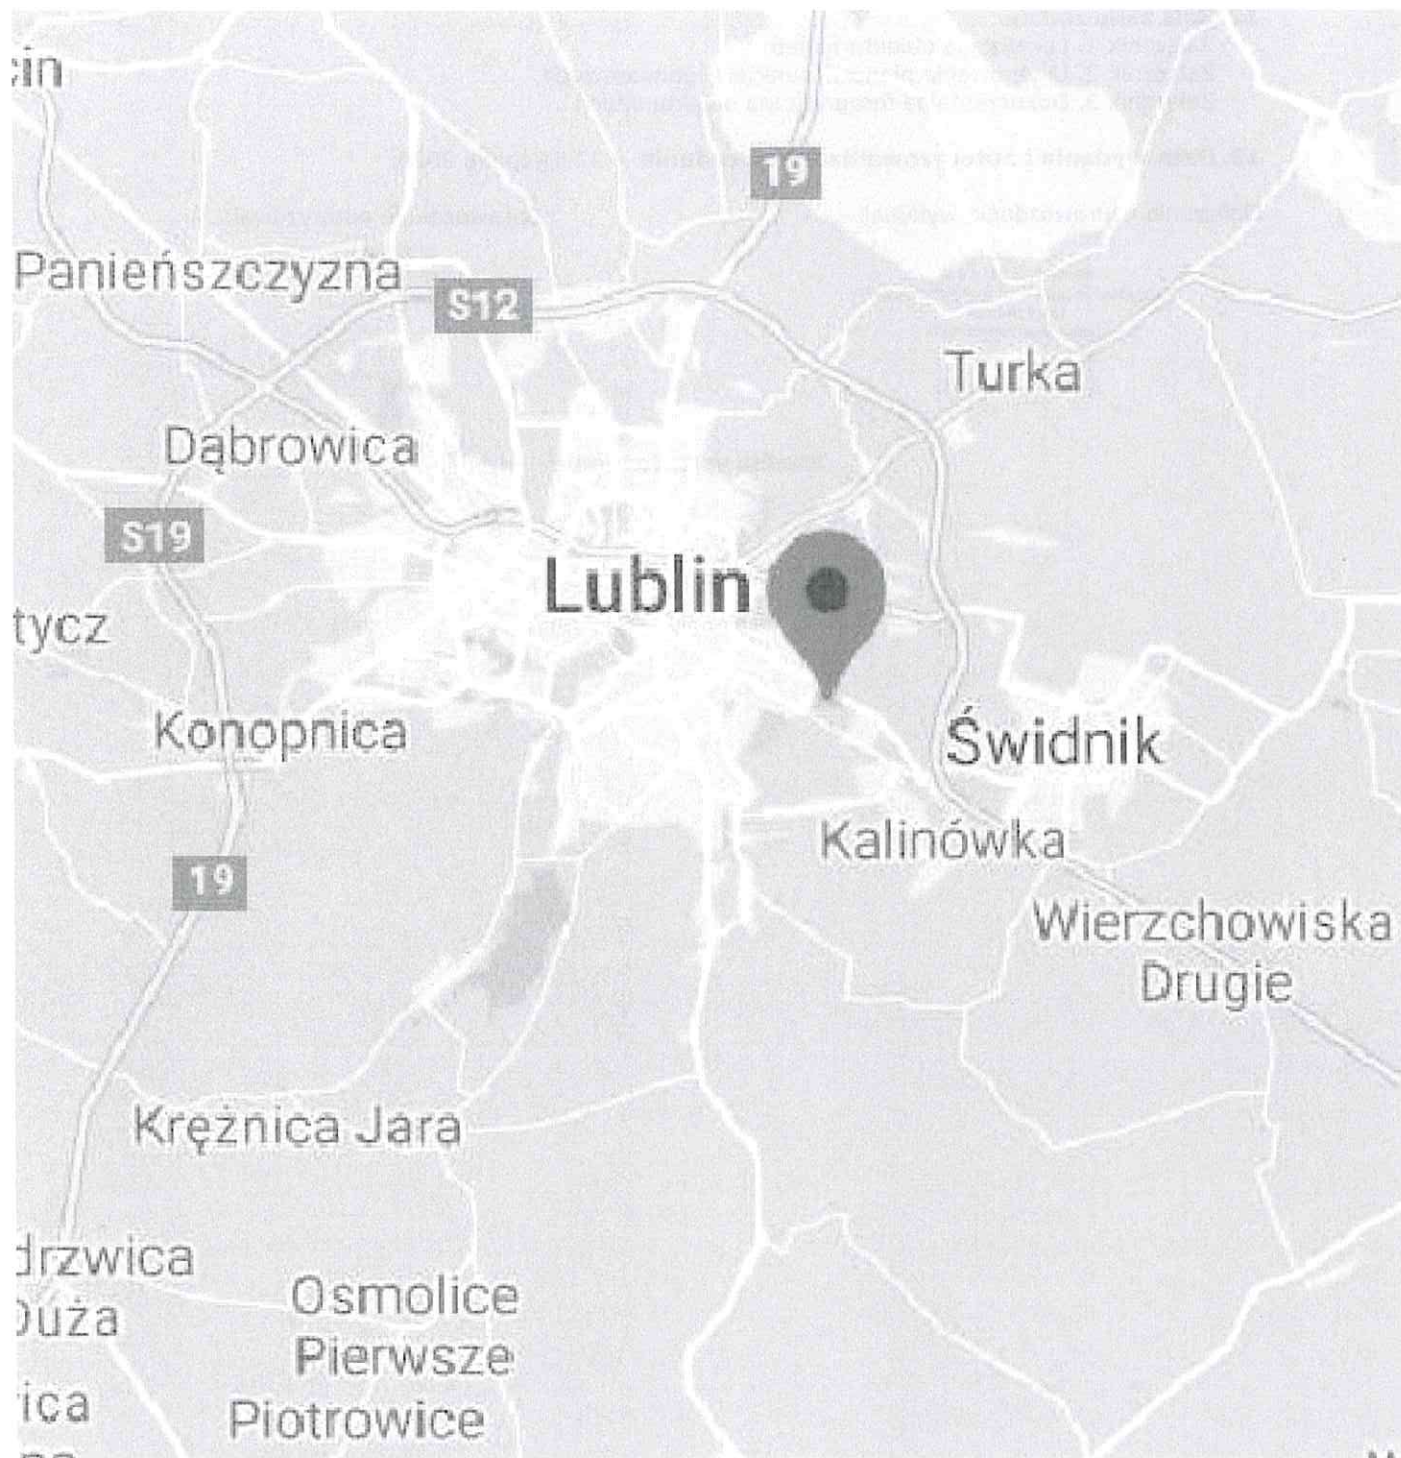 cin
19
Panieńszczyzna
S12
Turka
Dąbrowica
S19
Lublin
tycz
Konopnica
Świdnik
Kalinówka
19
Wierzchowiska
Drugie
Krężnica Jara
drzwica
Duża
Osmolice
Pierwsze
ica
Piotrowice